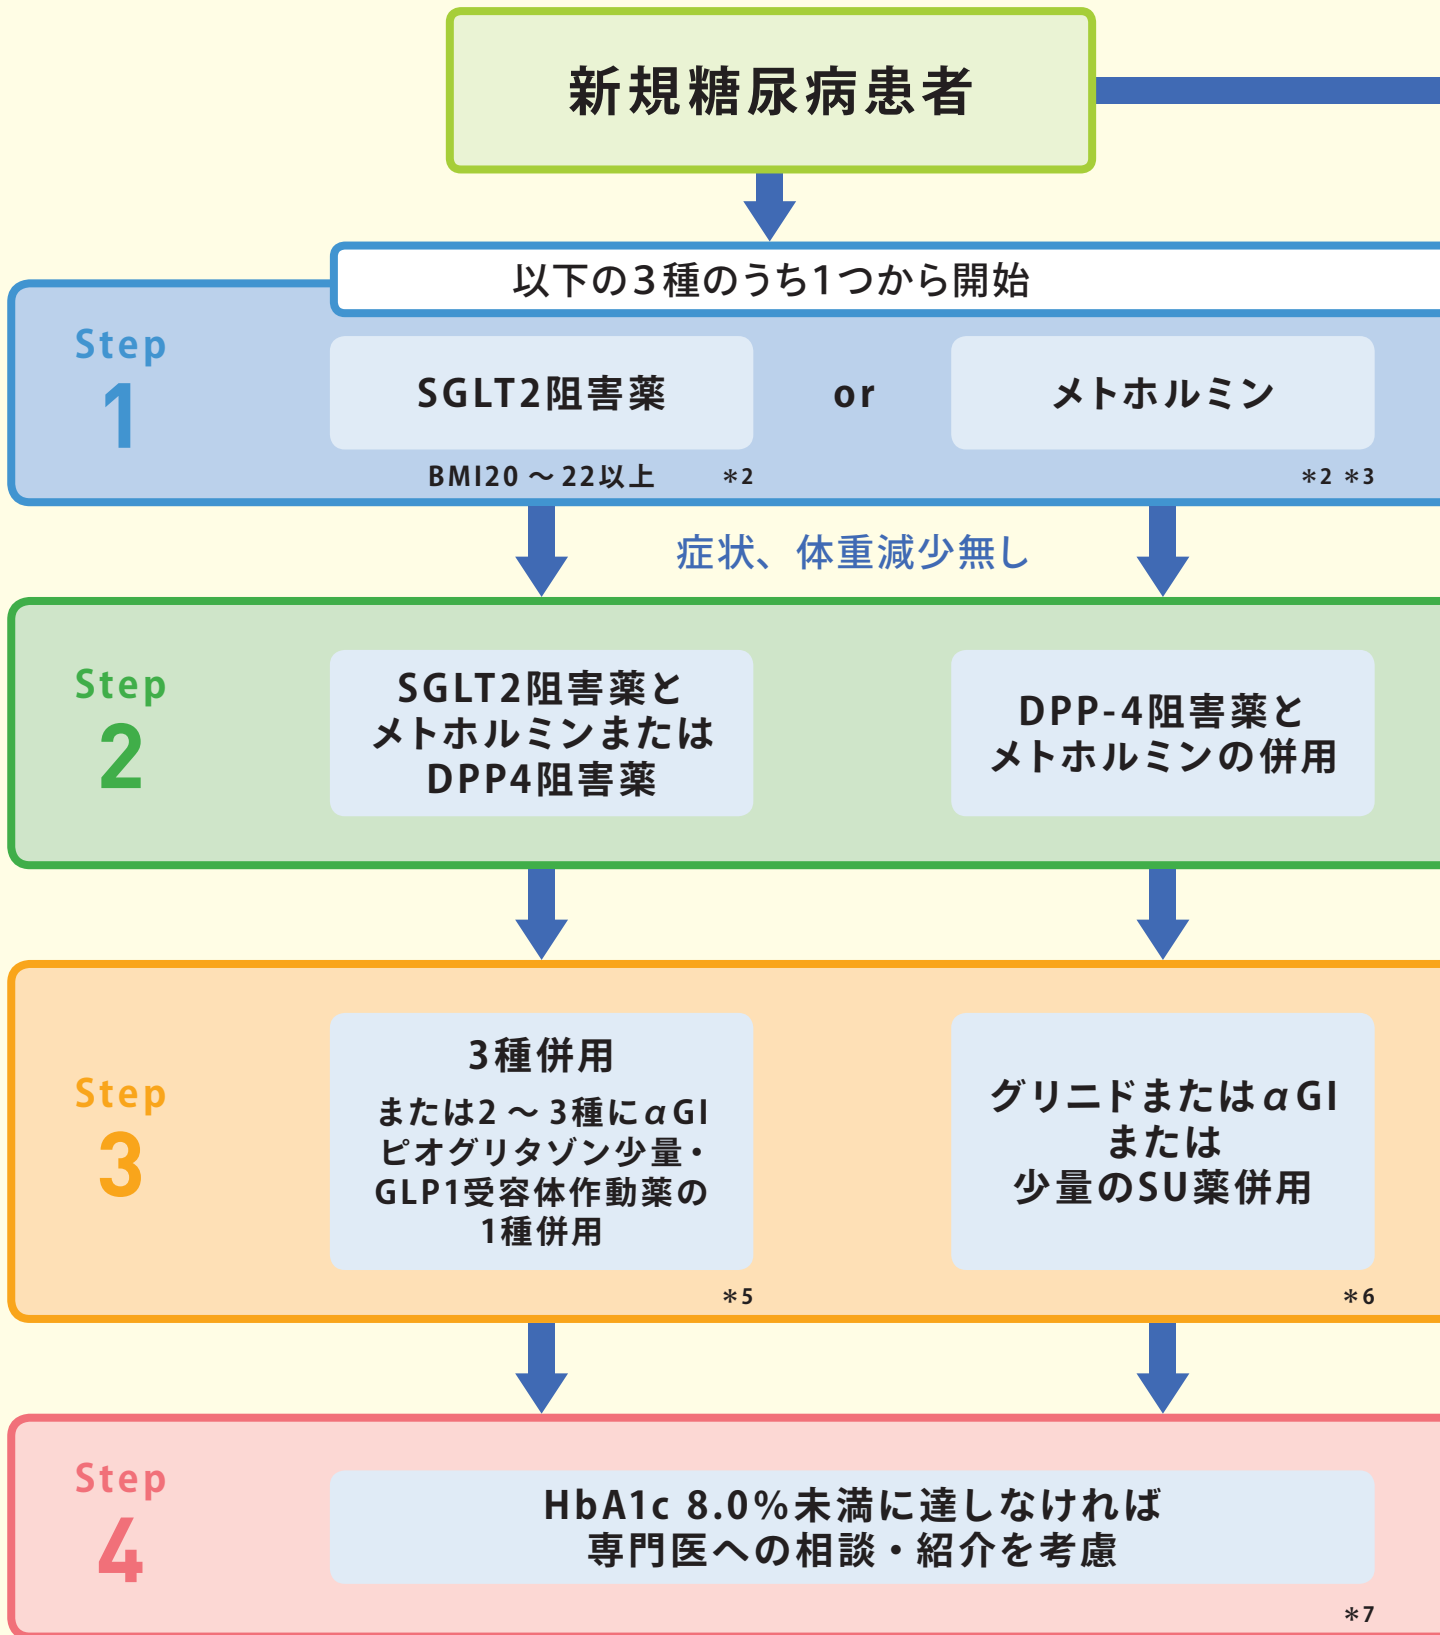 新規糖尿病患者
以下の3種のうち1つから開始
Step
1
SGLT2阻害薬
or
メトホルミン
BMI20 〜 22以上
*2
*2 *3
症状、体重減少無し
Step
2
SGLT2阻害薬と
メトホルミンまたは
DPP4阻害薬
DPP-4阻害薬と
メトホルミンの併用
Step
3
3種併用
または2 〜 3種にαGI
ピオグリタゾン少量・
GLP1受容体作動薬の
1種併用
*5
グリニドまたはαGI
または
少量のSU薬併用
*6
Step
4
HbA1c 8.0%未満に達しなければ
専門医への相談・紹介を考慮
*7